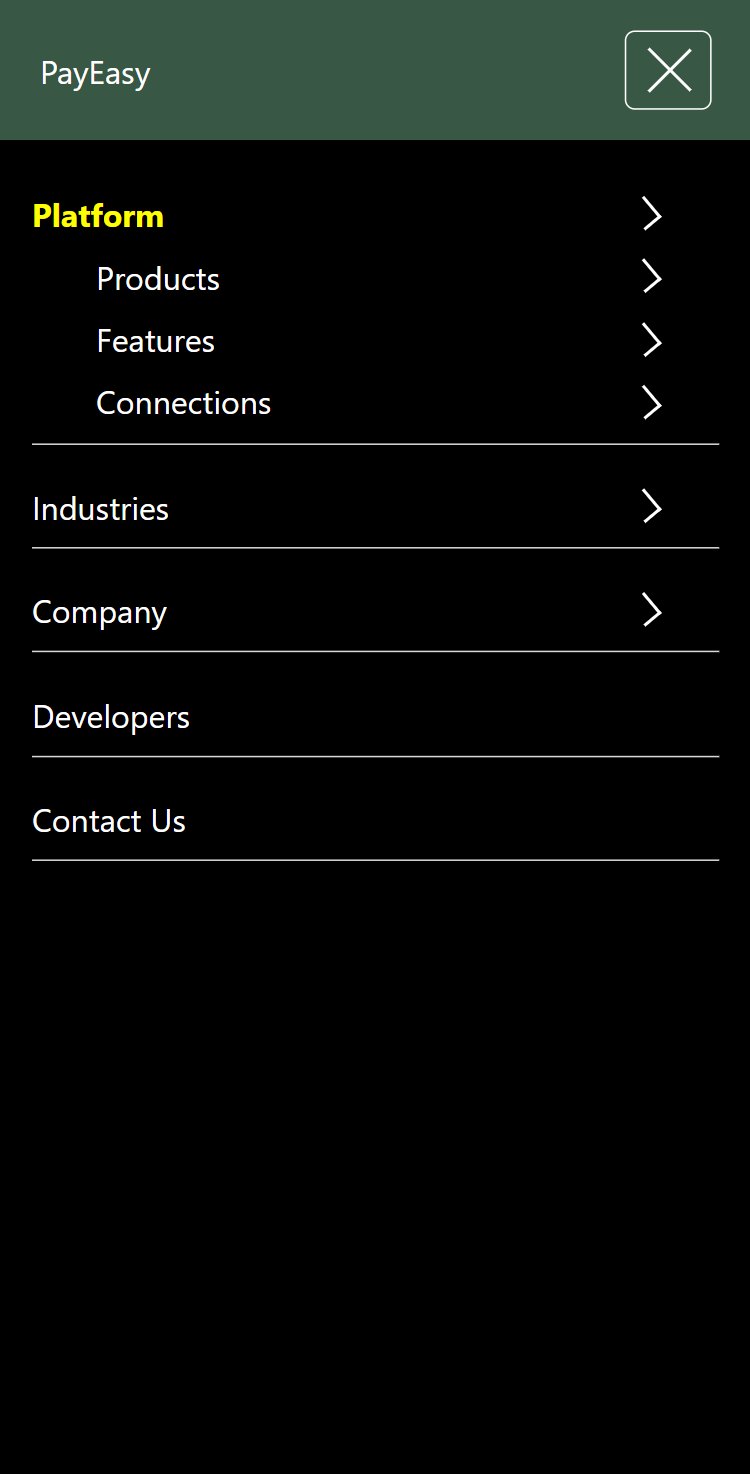 PayEasy
Platform
Products
Features
Connections
Industries
Company
Developers
Contact Us